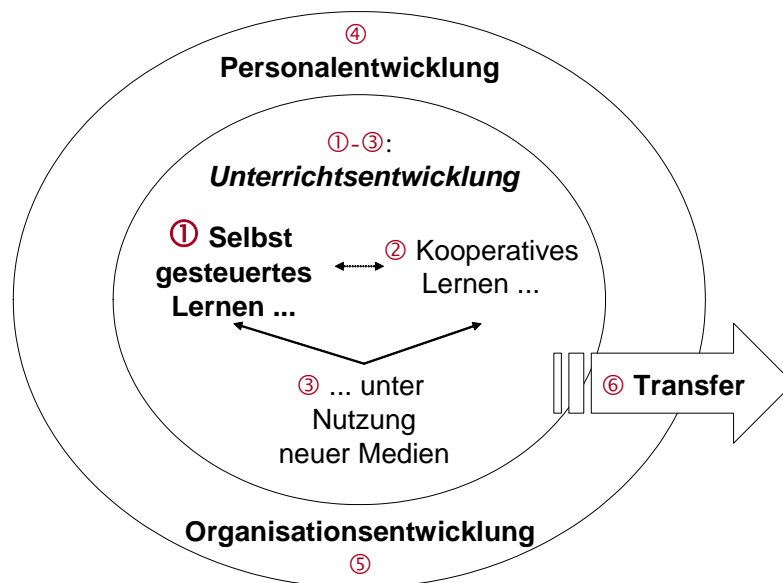 ④
Personalentwicklung
①-③:
Unterrichtsentwicklung
① Selbst
gesteuertes
Lernen ...
② Kooperatives
Lernen ...
③ ... unter
Nutzung
neuer Medien
⑥ Transfer
Organisationsentwicklung
⑤